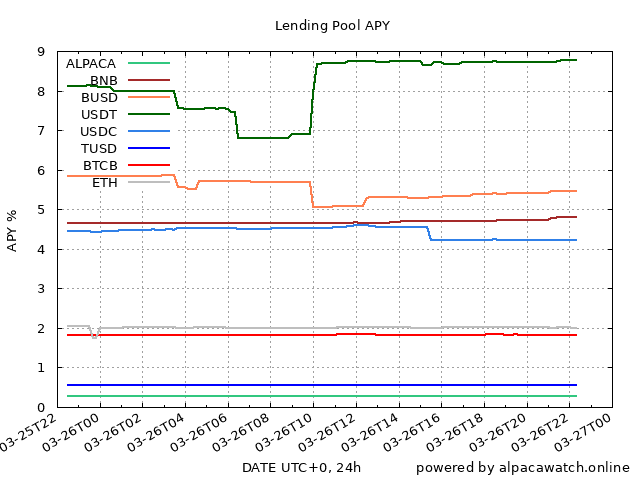 Lending Pool APY
9
8
7
6
5
4
3
2
1
0
APY %
ALPACA
BNB
BUSD
USDT
USDC
TUSD
BTCB
ETH
03-25T22
03-26T00
03-26T02
03-26T04
03-26T06
03-26T08
03-26T10
03-26T12
03-26T14
03-26T16
03-26T18
03-26T20
03-26T22
03-27T00
DATE UTC+0, 24h
powered by alpacawatch.online